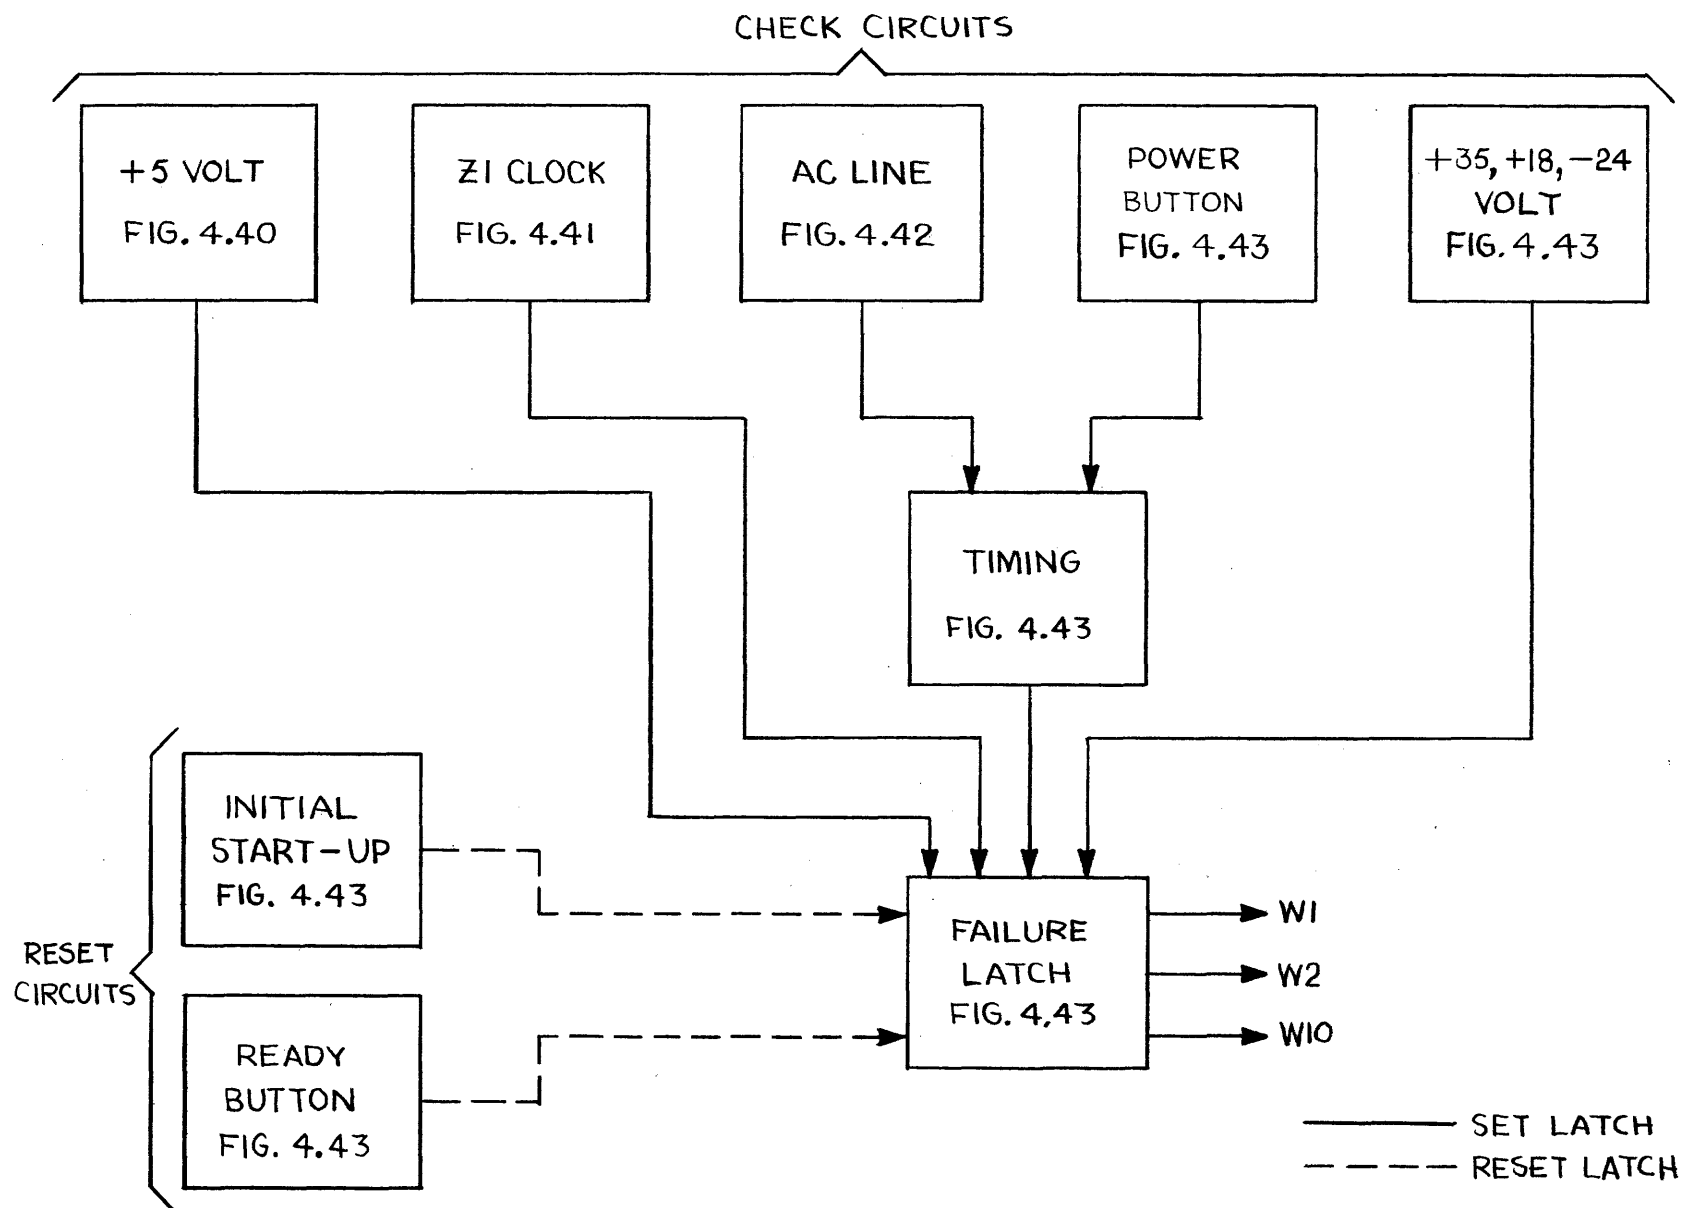 CHECK CIRCUITS
+5 VOLT
FIG. 4.40
Z1 CLOCK
FIG. 4.41
AC LINE
FIG. 4.42
POWER
BUTTON
FIG. 4.43
+35, +18, -24
VOLT
FIG. 4.43
TIMING
FIG. 4.43
RESET
CIRCUITS
INITIAL
START-UP
FIG. 4.43
READY
BUTTON
FIG. 4.43
FAILURE
LATCH
FIG. 4,43
W1
W2
W10
SET LATCH
RESET LATCH